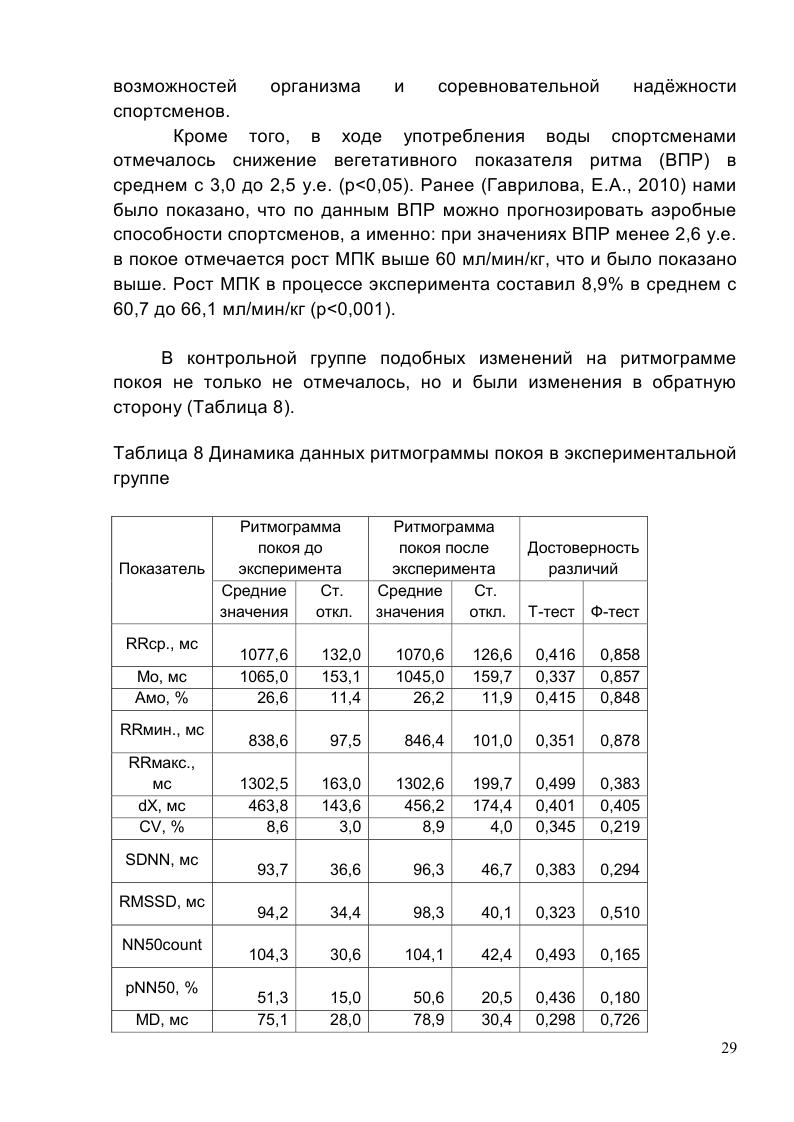 возможностей организма и соревновательной надёжности
спортсменов.
Кроме того, в ходе употребления воды спортсменами
отмечалось снижение вегетативного показателя ритма (ВПР) в
среднем с 3,0 до 2,5 у.е. (p<0,05). Ранее (Гаврилова, Е.А., 2010) нами
было показано, что по данным ВПР можно прогнозировать аэробные
способности спортсменов, а именно: при значениях ВПР менее 2,6 у.е.
в покое отмечается рост МПК выше 60 мл/мин/кг, что и было показано
выше. Рост МПК в процессе эксперимента составил 8,9% в среднем с
60,7 до 66,1 мл/мин/кг (p<0,001).
В контрольной группе подобных изменений на ритмограмме
покоя не только не отмечалось, но и были изменения в обратную
сторону (Таблица 8).
Таблица 8 Динамика данных ритмограммы покоя в экспериментальной
группе
Показатель Ритмограмма покоя до эксперимента Ритмограмма покоя после эксперимента Достоверность различий
Средние значения Ст. откл. Средние значения Ст. откл. Т-тест Ф-тест
RRср., мс 1077,6 132,0 1070,6 126,6 0,416 0,858
Мо, мс 1065,0 153,1 1045,0 159,7 0,337 0,857
Амо, % 26,6 11,4 26,2 11,9 0,415 0,848
RRмин., мс 838,6 97,5 846,4 101,0 0,351 0,878
RRмакс., мс 1302,5 163,0 1302,6 199,7 0,499 0,383
dX, мс 463,8 143,6 456,2 174,4 0,401 0,405
CV, % 8,6 3,0 8,9 4,0 0,345 0,219
SDNN, мс 93,7 36,6 96,3 46,7 0,383 0,294
RMSSD, мс 94,2 34,4 98,3 40,1 0,323 0,510
NN50count 104,3 30,6 104,1 42,4 0,493 0,165
pNN50, % 51,3 15,0 50,6 20,5 0,436 0,180
MD, мс 75,1 28,0 78,9 30,4 0,298 0,726
29